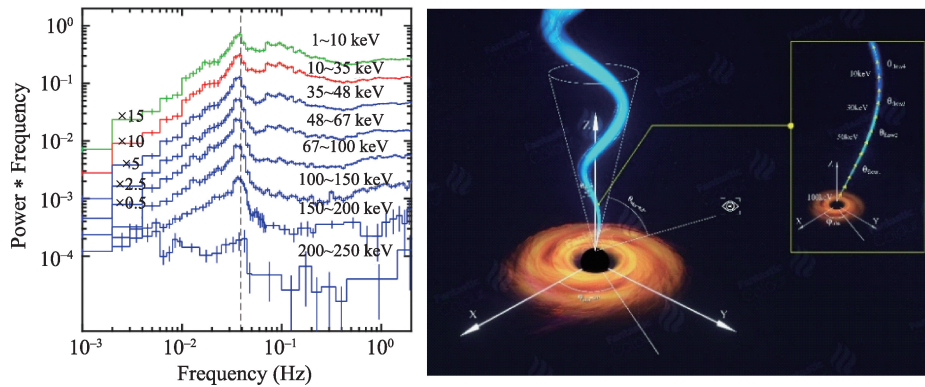 Power * Frequency
10⁰
10⁻¹
10⁻²
10⁻³
10⁻⁴
×15
×10
×5
×2.5
×0.5
1~10 keV
10~35 keV
35~48 keV
48~67 keV
67~100 keV
100~150 keV
150~200 keV
200~250 keV
10⁻³
10⁻²
10⁻¹
10⁰
Frequency (Hz)
Z
X
Y
10keV
30keV
50keV
100keV
X
Y